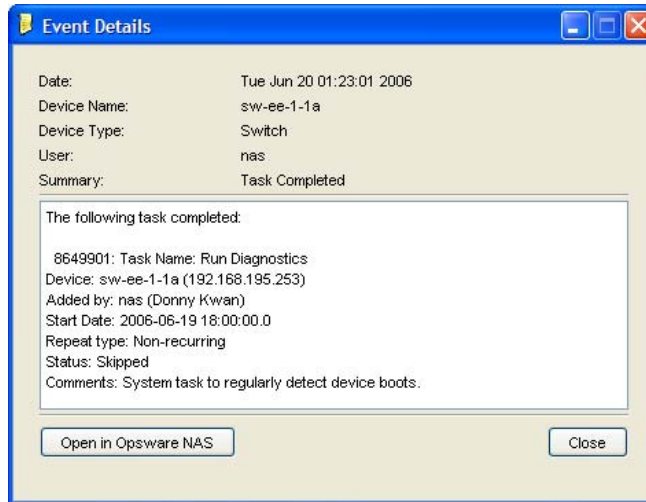 Event Details
Date: Tue Jun 20 01:23:01 2006
Device Name: sw-ee-1-1a
Device Type: Switch
User: nas
Summary: Task Completed
The following task completed:
8649901: Task Name: Run Diagnostics
Device: sw-ee-1-1a (192.168.195.253)
Added by: nas (Donny Kwan)
Start Date: 2006-06-19 18:00:00.0
Repeat type: Non-recurring
Status: Skipped
Comments: System task to regularly detect device boots.
Open in Opsware NAS Close